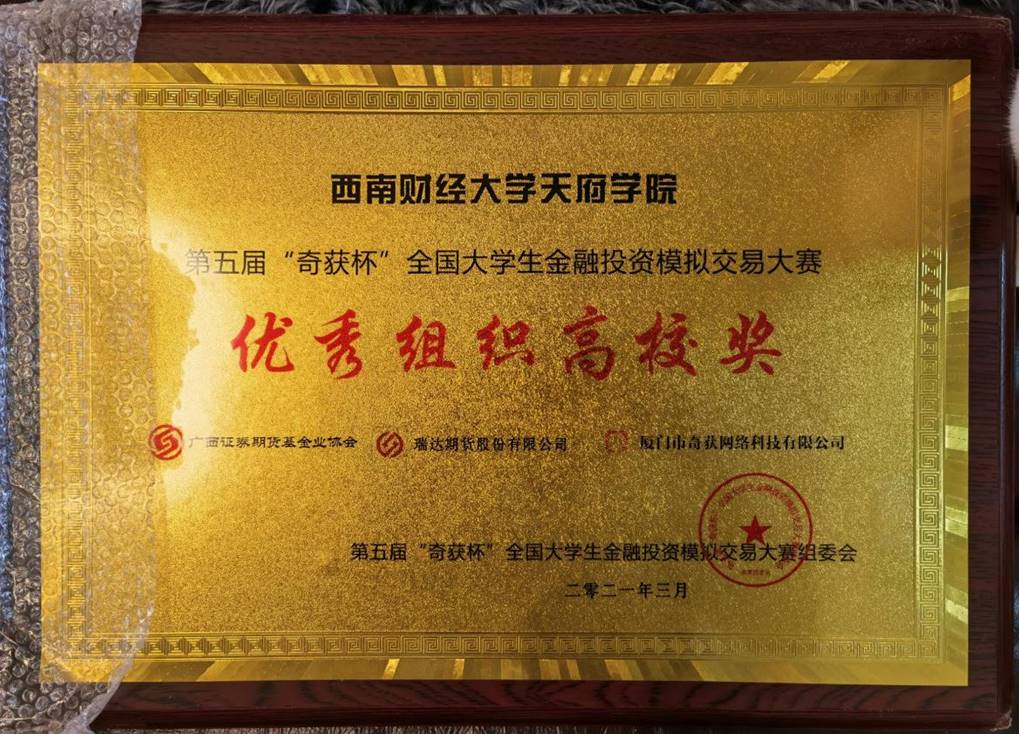 西南财经大学天府学院
第五届“奇获杯”全国大学生金融投资模拟交易大赛
优秀组织高校奖
广西证券期货基金业协会 瑞达期货股份有限公司 厦门市奇获网络科技有限公司
第五届“奇获杯”全国大学生金融投资模拟交易大赛组委会
二零二一年三月